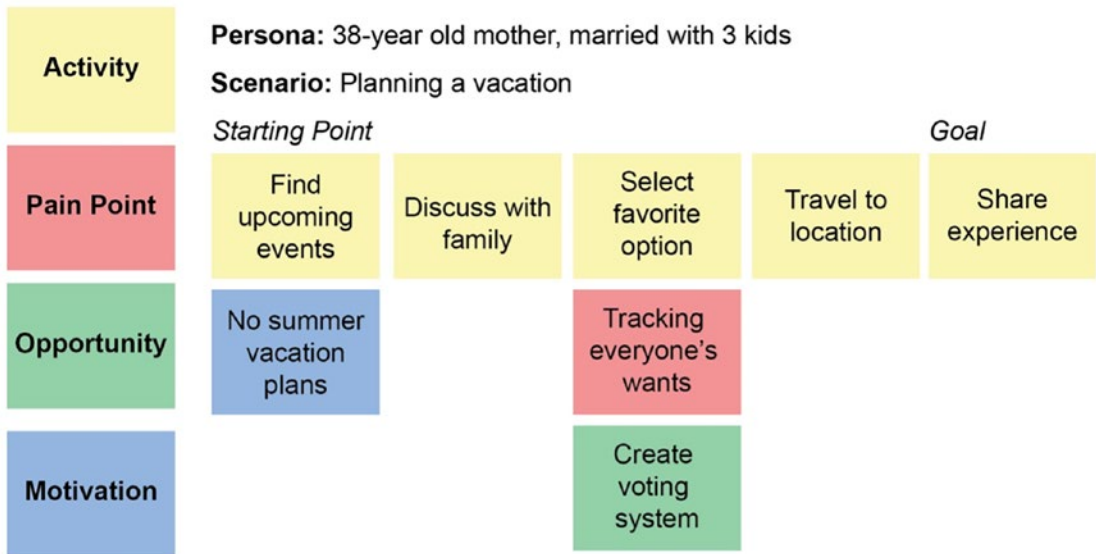 Activity
Pain Point
Opportunity
Motivation
Persona: 38-year old mother, married with 3 kids
Scenario: Planning a vacation
Starting Point
Goal
Find
upcoming
events
Discuss with
family
Select
favorite
option
Travel to
location
Share
experience
No summer
vacation
plans
Tracking
everyone’s
wants
Create
voting
system